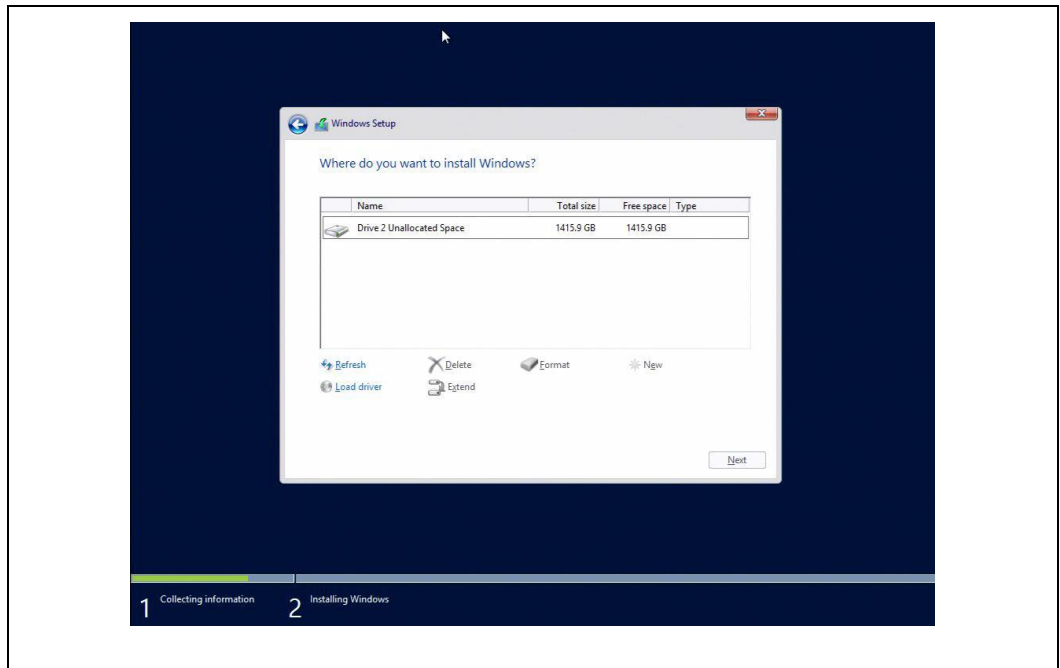 Windows Setup
Where do you want to install Windows?
Name Total size Free space Type
Drive 2 Unallocated Space 1415.9 GB 1415.9 GB
Refresh Delete Format New
Load driver Extend
Next
1 Collecting information 2 Installing Windows